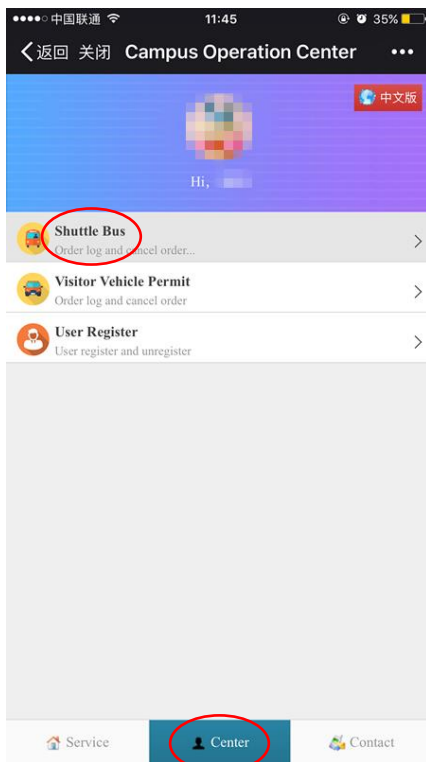 中国联通 11:45 35%
返回 关闭 Campus Operation Center
中文版
Hi,
Shuttle Bus
Order log and cancel order...
Visitor Vehicle Permit
Order log and cancel order
User Register
User register and unregister
Service Center Contact